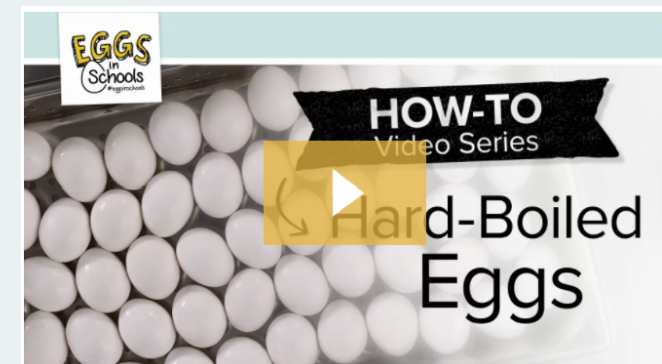 EGGS
in
Schools
#eggsinschools
HOW-TO
Video Series
Hard-Boiled
Eggs